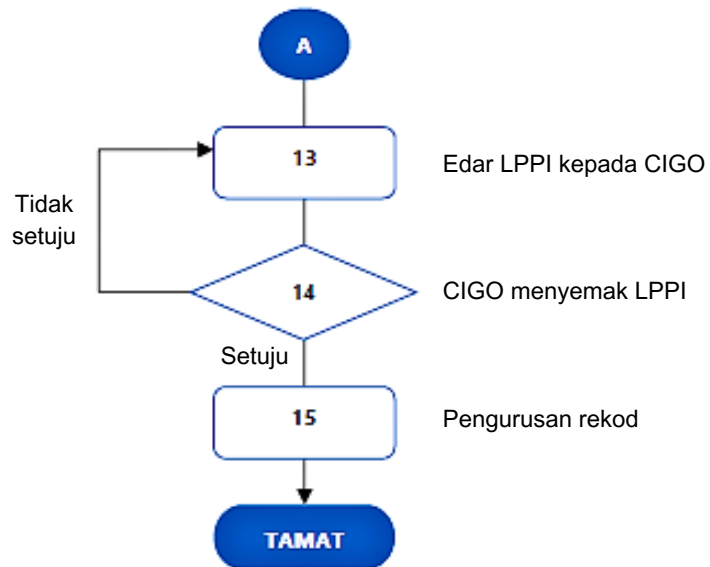 A
13
Edar LPPI kepada CIGO
Tidak
setuju
14
CIGO menyemak LPPI
Setuju
15
Pengurusan rekod
TAMAT